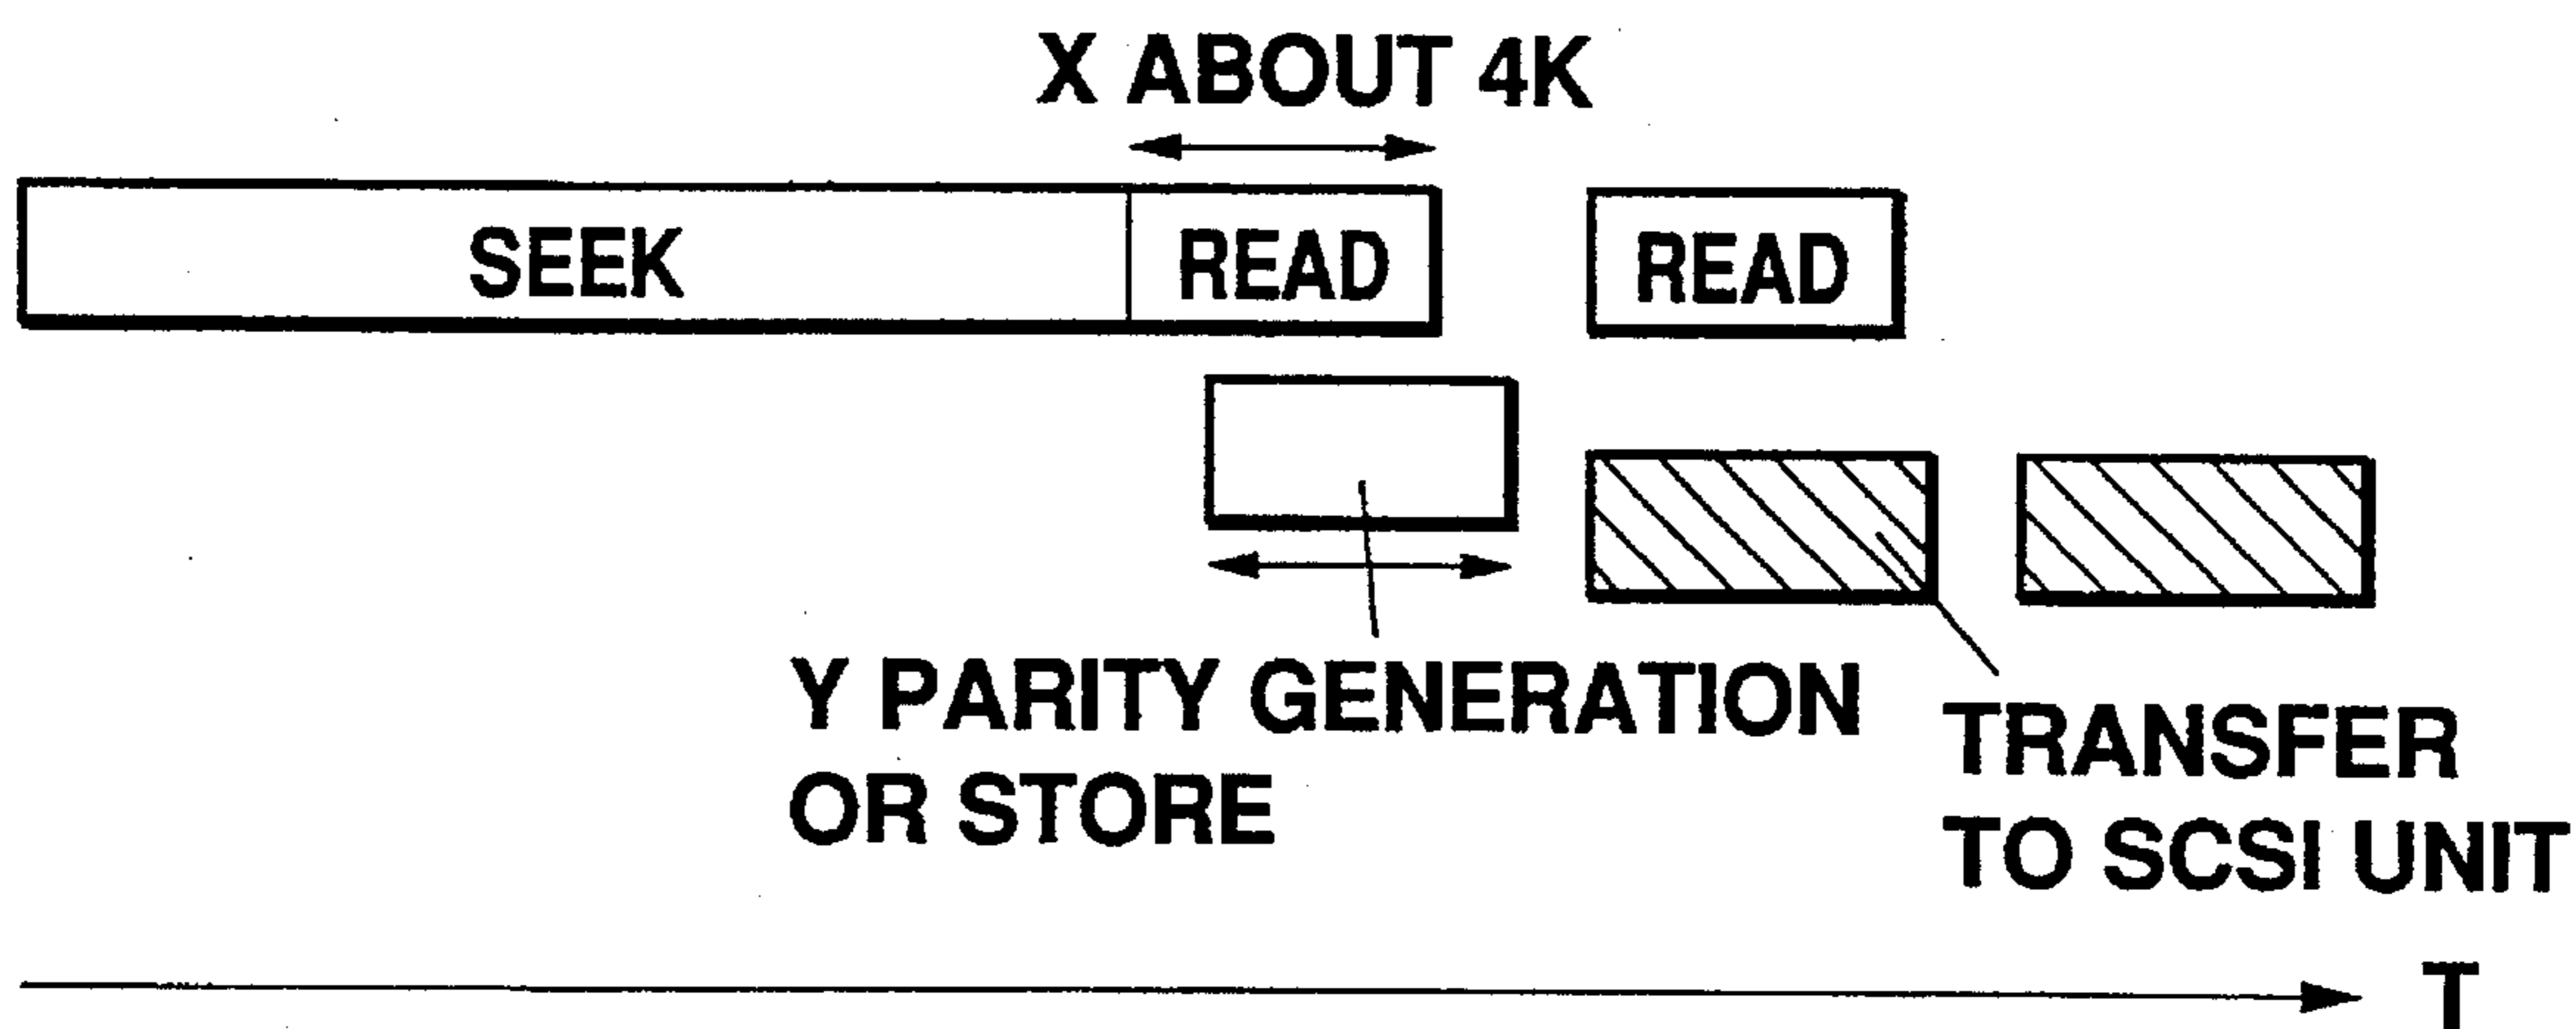 X ABOUT 4K
SEEK
READ
READ
Y PARITY GENERATION
OR STORE
TRANSFER
TO SCSI UNIT
T